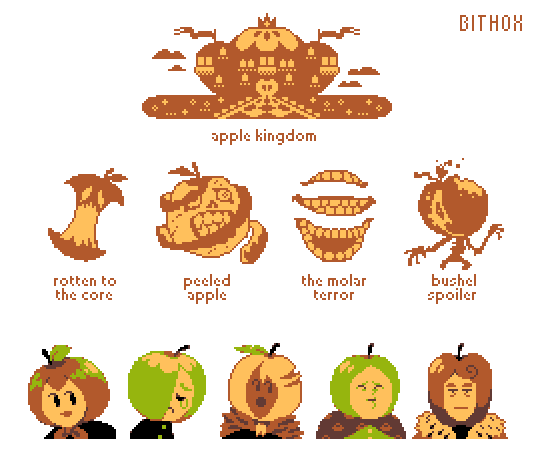 BITHOX
apple kingdom
rotten to
the core
peeled
apple
the molar
terror
bushel
spoiler